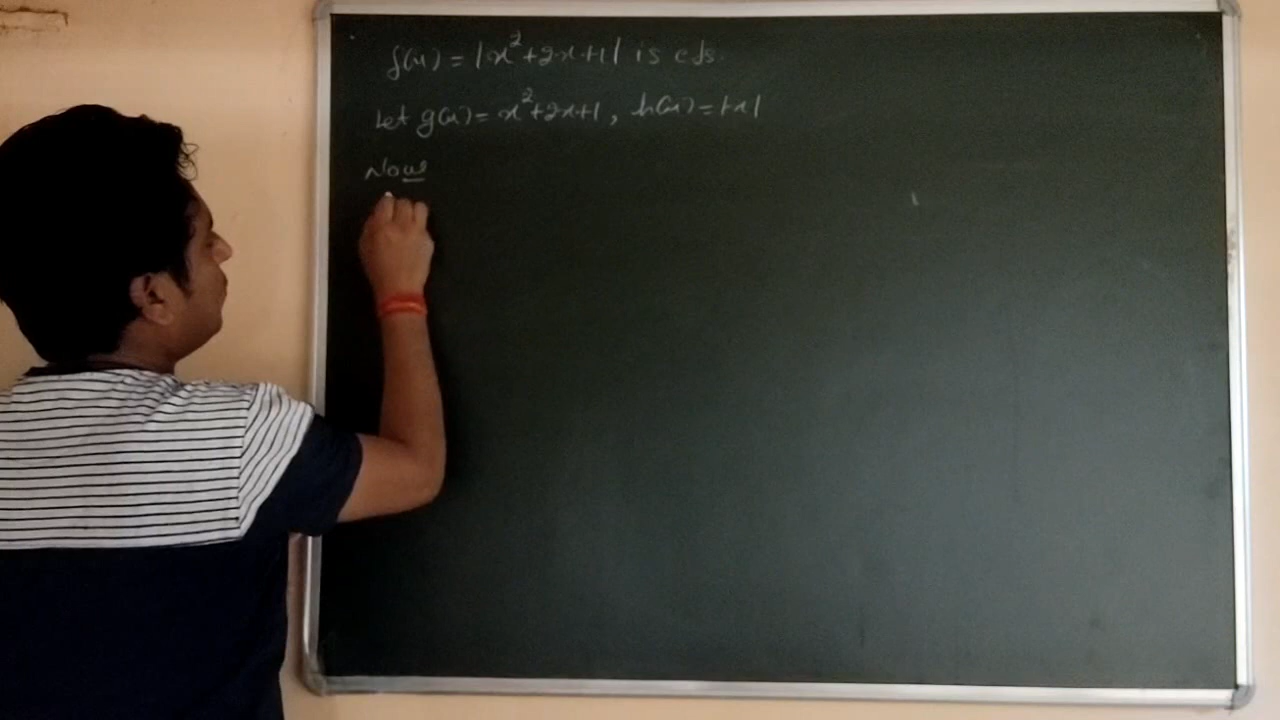 f(x) = |x²+2x+1| is cts.
Let g(x) = x²+2x+1, h(x) = |x|
Now